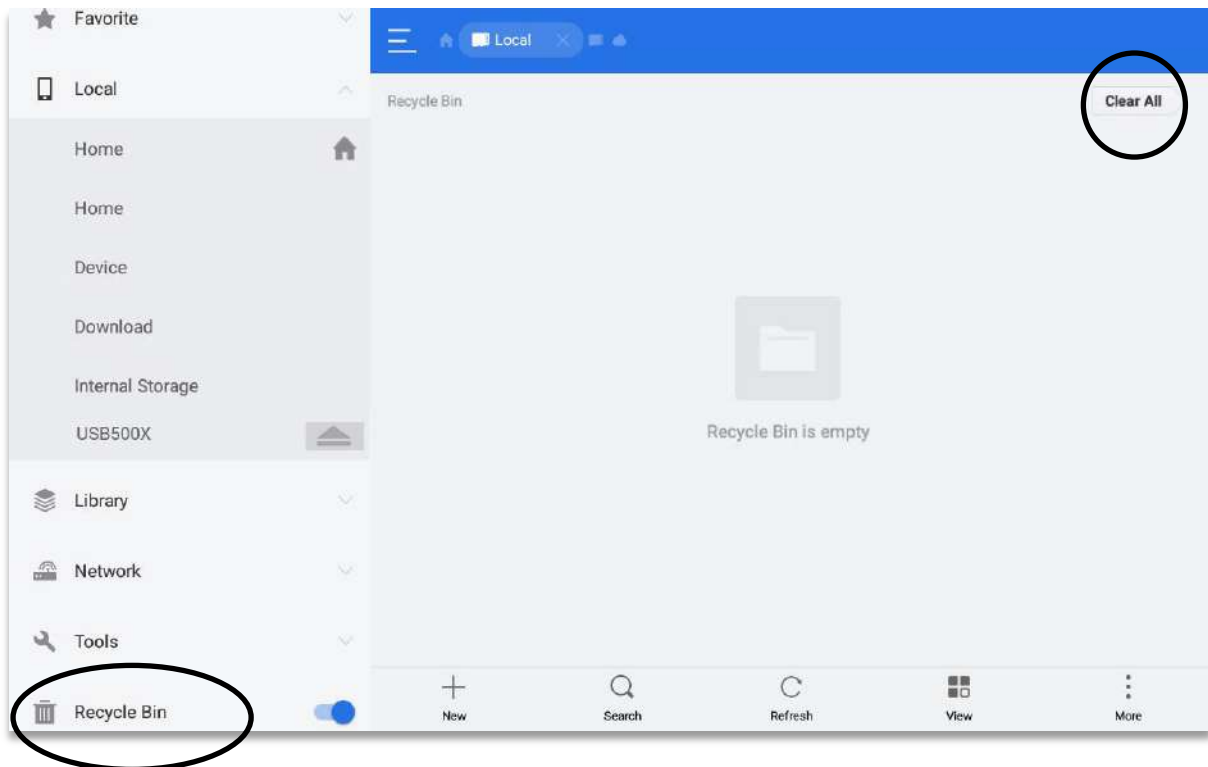 Favorite
Local
Home
Home
Device
Download
Internal Storage
USB500X
Library
Network
Tools
Recycle Bin
Local
Recycle Bin
Clear All
Recycle Bin is empty
New
Search
Refresh
View
More